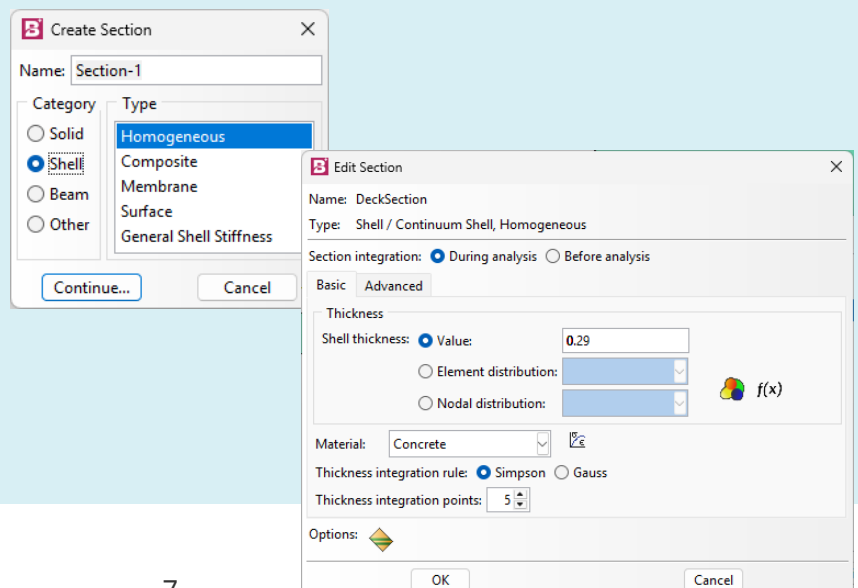 Create Section
Name: Section-1
Category Type
Solid
Shell
Beam
Other
Homogeneous
Composite
Membrane
Surface
General Shell Stiffness
Continue... Cancel
Edit Section
Name: DeckSection
Type: Shell / Continuum Shell, Homogeneous
Section integration: During analysis Before analysis
Basic Advanced
Thickness
Shell thickness: Value: 0.29
Element distribution:
Nodal distribution:
f(x)
Material: Concrete
Thickness integration rule: Simpson Gauss
Thickness integration points: 5
Options:
OK Cancel